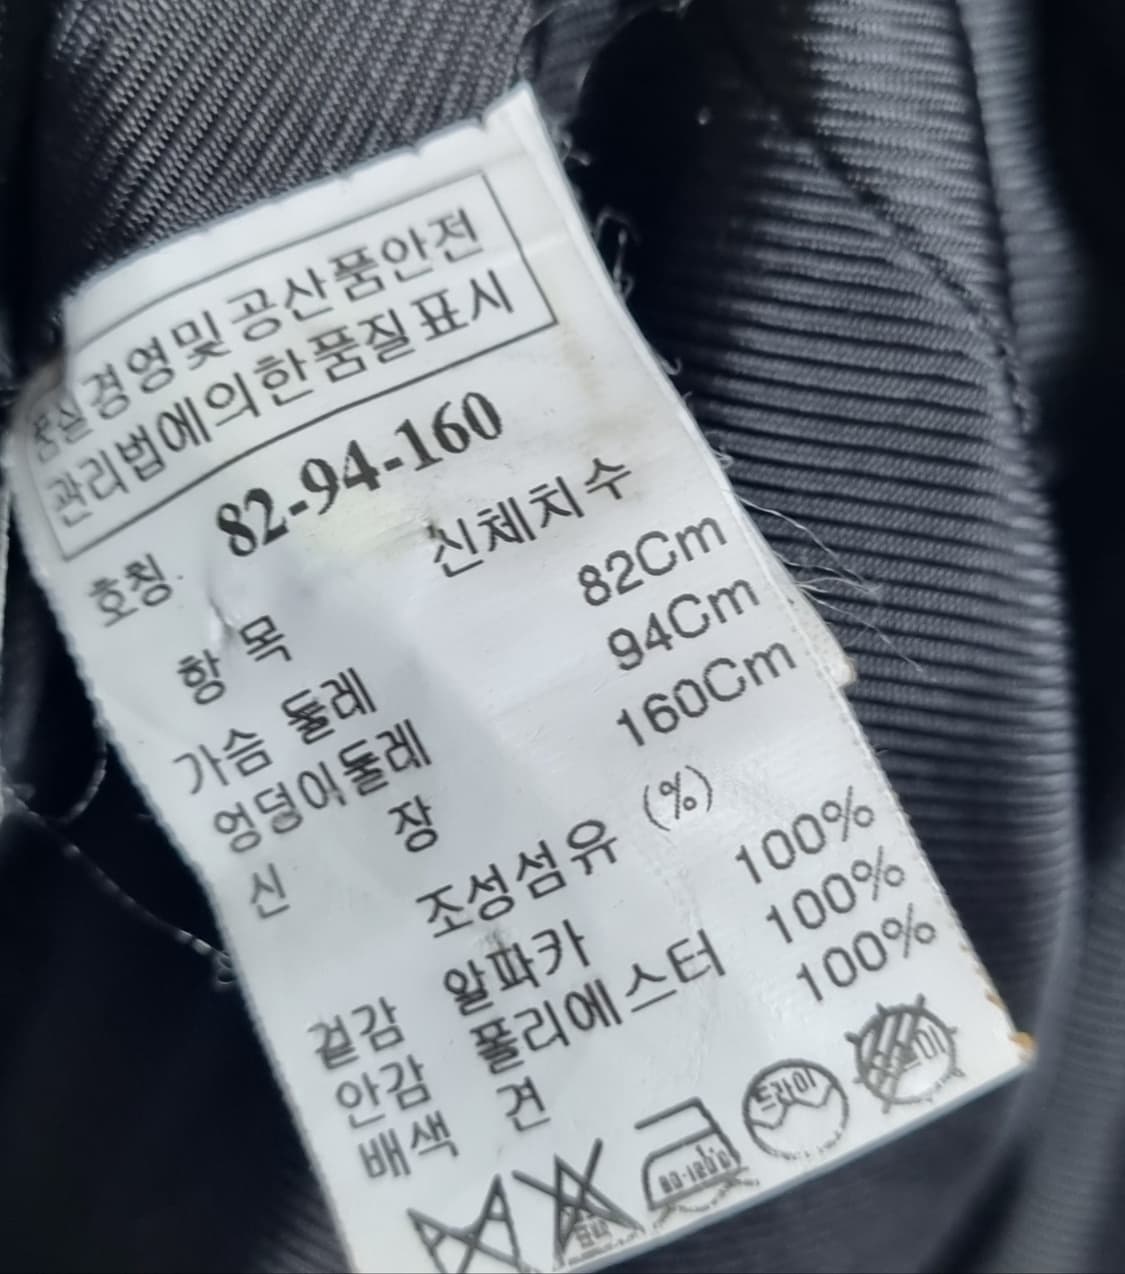 품질경영및공산품안전
관리법에의한품질표시
호칭 82-94-160
항 목 신체치수
가슴 둘레 82Cm
엉덩이둘레 94Cm
신 장 160Cm
조성섬유 (%)
겉감 알파카 100%
안감 폴리에스터 100%
배색 견 100%
80-120℃
드라이